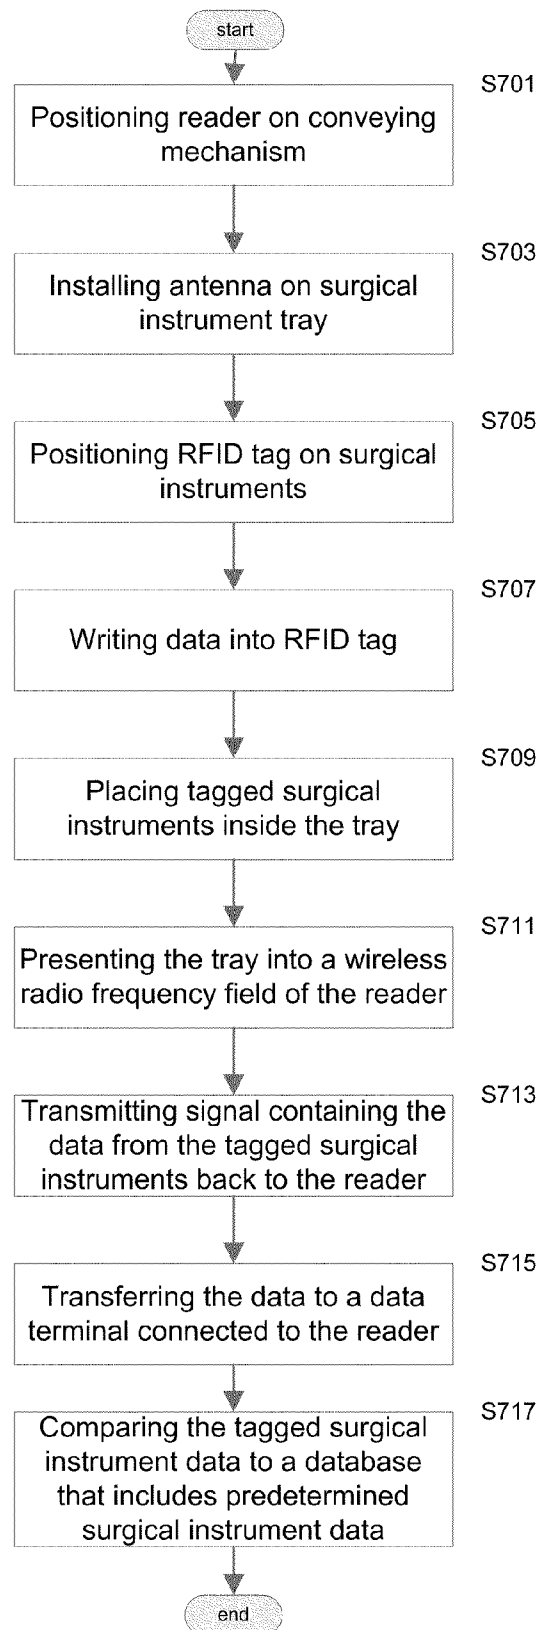 start
S701
Positioning reader on conveying
mechanism
S703
Installing antenna on surgical
instrument tray
S705
Positioning RFID tag on surgical
instruments
S707
Writing data into RFID tag
S709
Placing tagged surgical
instruments inside the tray
S711
Presenting the tray into a wireless
radio frequency field of the reader
S713
Transmitting signal containing the
data from the tagged surgical
instruments back to the reader
S715
Transferring the data to a data
terminal connected to the reader
S717
Comparing the tagged surgical
instrument data to a database
that includes predetermined
surgical instrument data
end